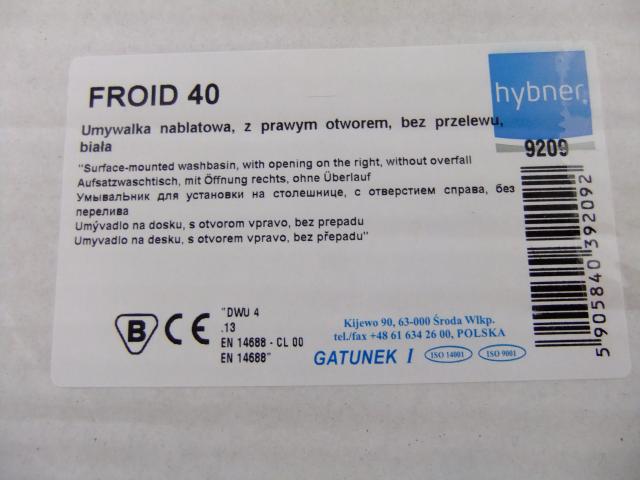 FROID 40
hybner
Umywalka nablatowa, z prawym otworem, bez przelewu,
biała
9209
"Surface-mounted washbasin, with opening on the right, without overfall
Aufsatzwaschtisch, mit Öffnung rechts, ohne Überlauf
Умывальник для установки на столешнице, с отверстием справа, без
перелива
Umývadlo na dosku, s otvorom vpravo, bez prepadu
Umyvadlo na desku, s otvorem vpravo, bez přepadu"
5 905840 392092
B CE
"DWU 4
.13
EN 14688 - CL 00
EN 14688"
Kijewo 90, 63-000 Środa Wlkp.
tel./fax +48 61 634 26 00, POLSKA
GATUNEK I ISO 14001 ISO 9001